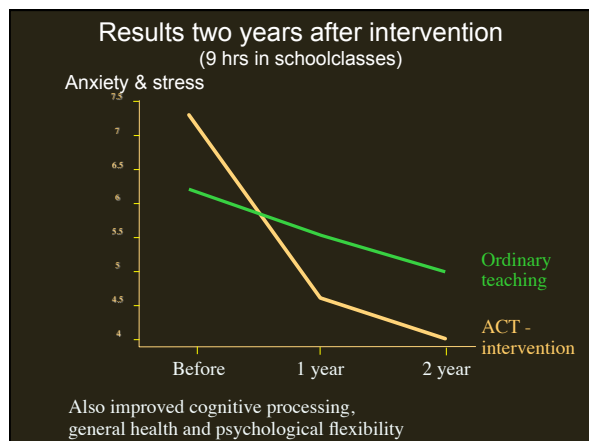 Results two years after intervention
(9 hrs in schoolclasses)
Anxiety & stress
7.5
7
6.5
6
5.5
5
4.5
4
Ordinary
teaching
ACT -
intervention
Before
1 year
2 year
Also improved cognitive processing,
general health and psychological flexibility